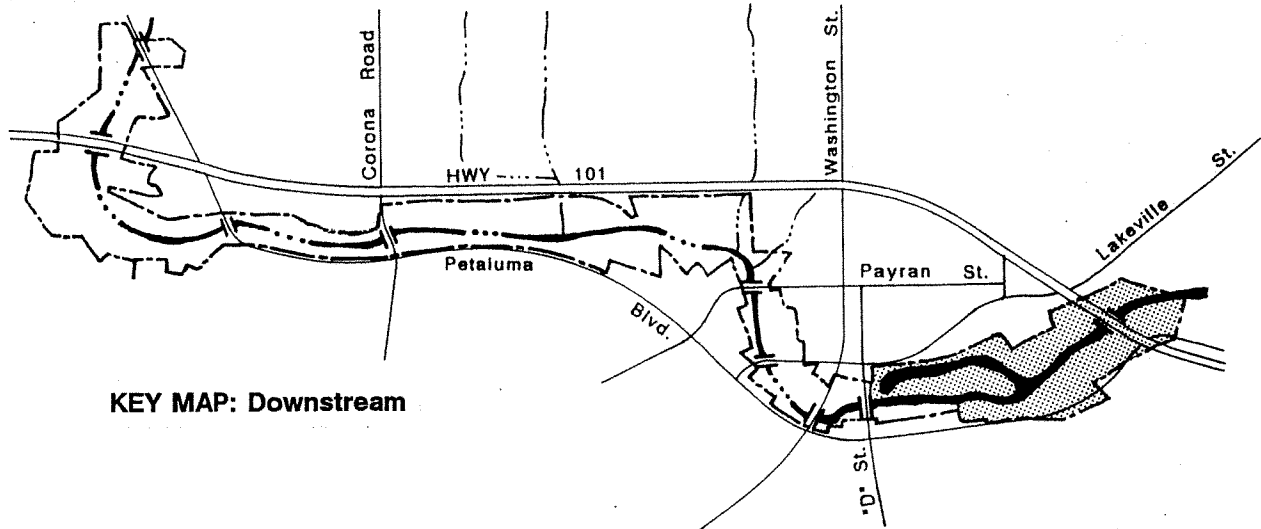 Corona Road
Washington St.
HWY 101
Lakeville St.
Petaluma Blvd.
Payran St.
"D" St.
KEY MAP: Downstream